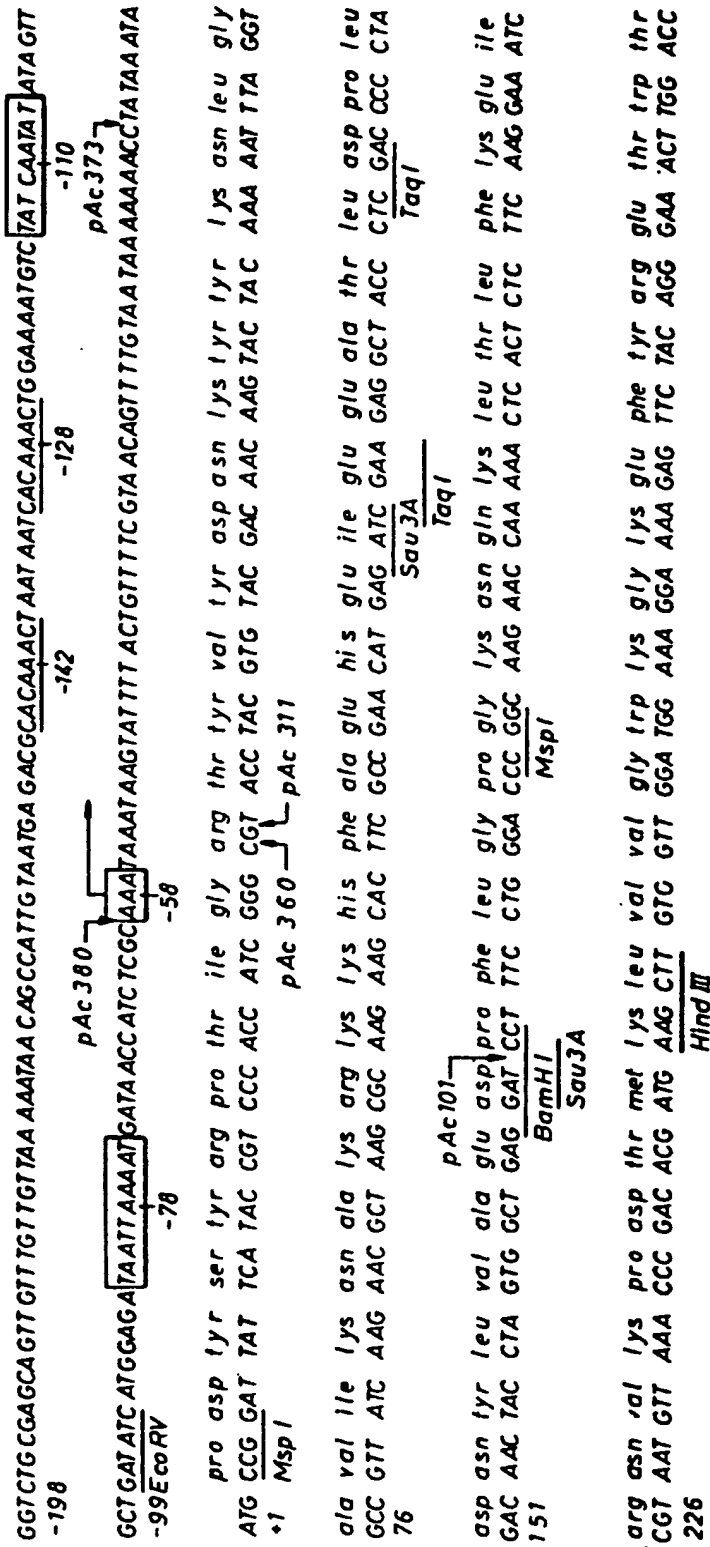 GGTCTGCGAGCAGTTGTTTGTTGTTAAAAATAACAGCCATTGTAATGAGACGCACAAACTAATAATCACAAACTGGAAAATGTCTATCAATATATAGTT
-198 -142 -128 -110
pAc380 pAc373
GCTGATATCATGGAGATAATTAAAATGATAACCATCTCGCAAATAAATAAGTATTTTACTGTTTTCGTAACAGTTTTGTAATAAAAAAACCTATAAATA
-99 EcoRV -78 -58
pro asp tyr ser tyr arg pro thr ile gly arg thr tyr val tyr asp asn lys tyr tyr lys asn leu gly
ATG CCG GAT TAT TCA TAC CGT CCC ACC ATC GGG CGT ACC TAC GTG TAC GAC AAC AAG TAC TAC AAA AAT TTA GGT
+1 MspI pAc360 pAc311
ala val ile lys asn ala lys arg lys lys his phe ala glu his glu ile glu glu ala thr leu asp pro leu
GCC GTT ATC AAG AAC GCT AAG CGC AAG AAG CAC TTC GCC GAA CAT GAG ATC GAA GAG GCT ACC CTC GAC CCC CTA
76 Sau3A TaqI
TaqI
pAc101
asp asn tyr leu val ala glu asp pro phe leu gly pro gly lys asn gln lys leu thr leu phe lys glu ile
GAC AAC TAC CTA GTG GCT GAG GAT CCT TTC CTG GGA CCC GGC AAG AAC CAA AAA CTC ACT CTC TTC AAG GAA ATC
151 BamHI MspI
Sau3A
arg asn val lys pro asp thr met lys leu val val gly trp lys gly lys glu phe tyr arg glu thr trp thr
CGT AAT GTT AAA CCC GAC ACG ATG AAG CTT GTG GTT GGA TGG AAA GGA AAA GAG TTC TAC AGG GAA ACT TGG ACC
226 HindIII